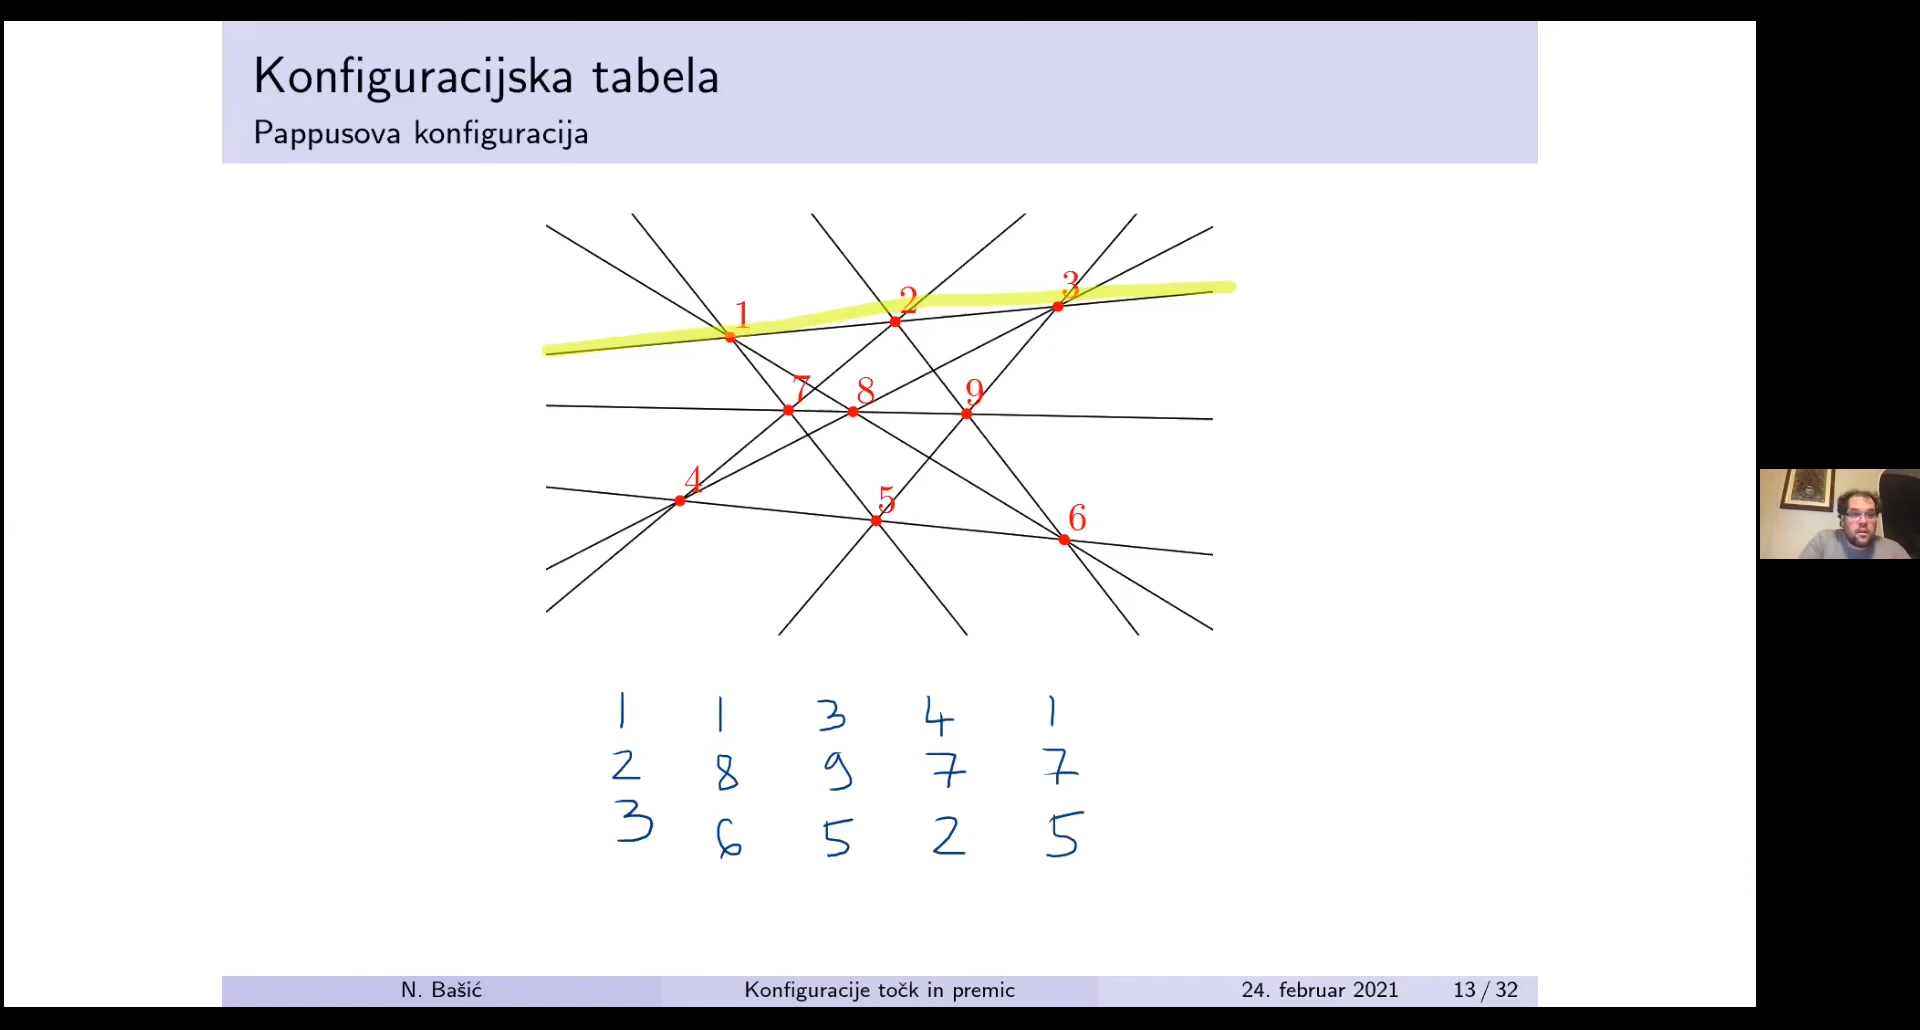 Konfiguracijska tabela
Pappusova konfiguracija
1 2 3
7 8 9
4 5 6
1 1 3 4 1
2 8 9 7 7
3 6 5 2 5
N. Bašić Konfiguracije točk in premic 24. februar 2021 13 / 32